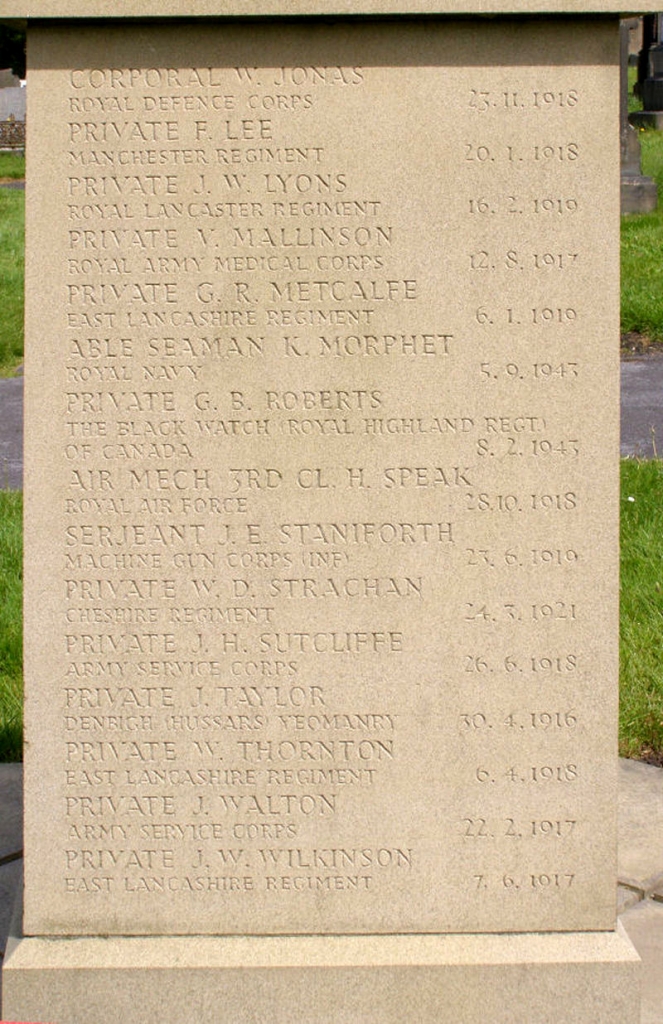 CORPORAL W. JONAS
ROYAL DEFENCE CORPS 23.11.1918
PRIVATE F. LEE
MANCHESTER REGIMENT 20.1.1918
PRIVATE J. W. LYONS
ROYAL LANCASTER REGIMENT 16.2.1919
PRIVATE V. MALLINSON
ROYAL ARMY MEDICAL CORPS 12.8.1917
PRIVATE G. R. METCALFE
EAST LANCASHIRE REGIMENT 6.1.1919
ABLE SEAMAN K. MORPHET
ROYAL NAVY 5.9.1943
PRIVATE G. B. ROBERTS
THE BLACK WATCH (ROYAL HIGHLAND REGT.)
OF CANADA 8.2.1943
AIR MECH 3RD CL. H. SPEAK
ROYAL AIR FORCE 28.10.1918
SERJEANT J. E. STANIFORTH
MACHINE GUN CORPS (INF) 23.6.1919
PRIVATE W. D. STRACHAN
CHESHIRE REGIMENT 24.3.1921
PRIVATE J. H. SUTCLIFFE
ARMY SERVICE CORPS 26.6.1918
PRIVATE J. TAYLOR
DENBIGH (HUSSARS) YEOMANRY 30.4.1916
PRIVATE W. THORNTON
EAST LANCASHIRE REGIMENT 6.4.1918
PRIVATE J. WALTON
ARMY SERVICE CORPS 22.2.1917
PRIVATE J. W. WILKINSON
EAST LANCASHIRE REGIMENT 7.6.1917